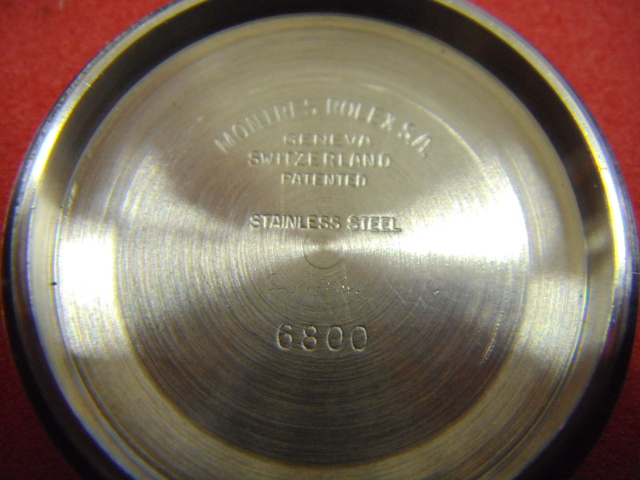 MONTRES ROLEX S/A.
GENEVA
SWITZERLAND
PATENTED
STAINLESS STEEL
6800